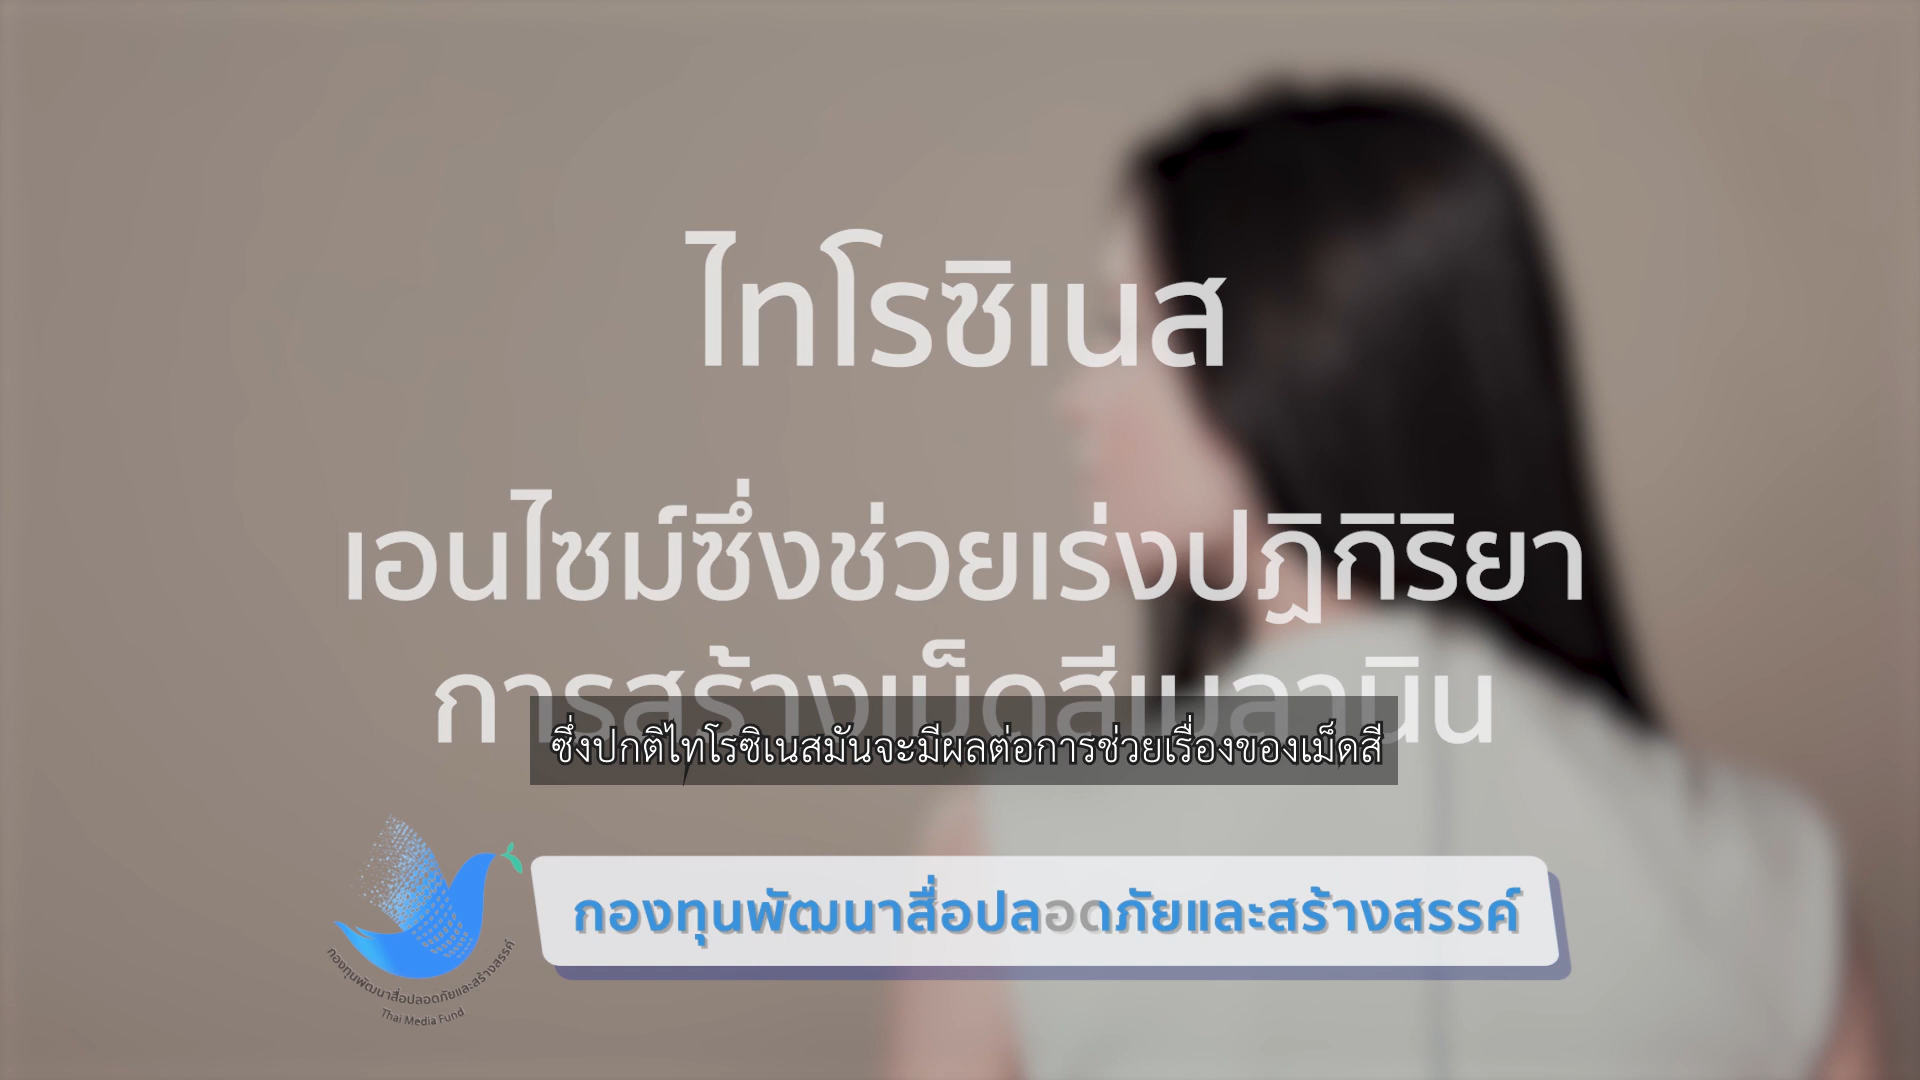 ไทโรซิเนส
เอนไซม์ซึ่งช่วยเร่งปฏิกิริยา
การสร้างเม็ดสีเมลานิน
ซึ่งปกติไทโรซิเนสมันจะมีผลต่อการช่วยเรื่องของเม็ดสี
กองทุนพัฒนาสื่อปลอดภัยและสร้างสรรค์
กองทุนพัฒนาสื่อปลอดภัยและสร้างสรรค์
Thai Media Fund